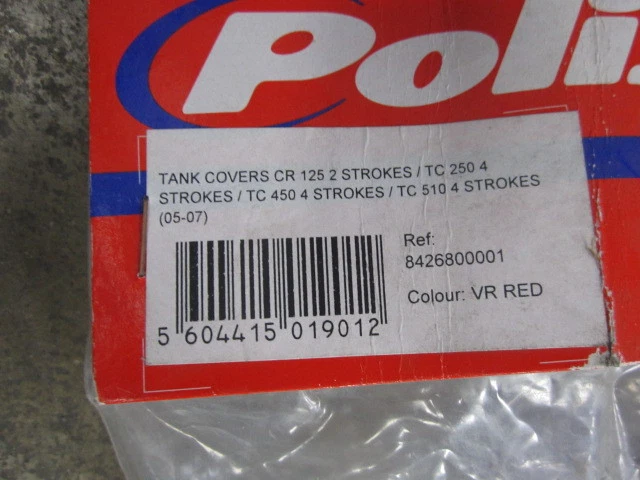 TANK COVERS CR 125 2 STROKES / TC 250 4
STROKES / TC 450 4 STROKES / TC 510 4 STROKES
(05-07)
Ref:
8426800001
Colour: VR RED
5 604415 019012